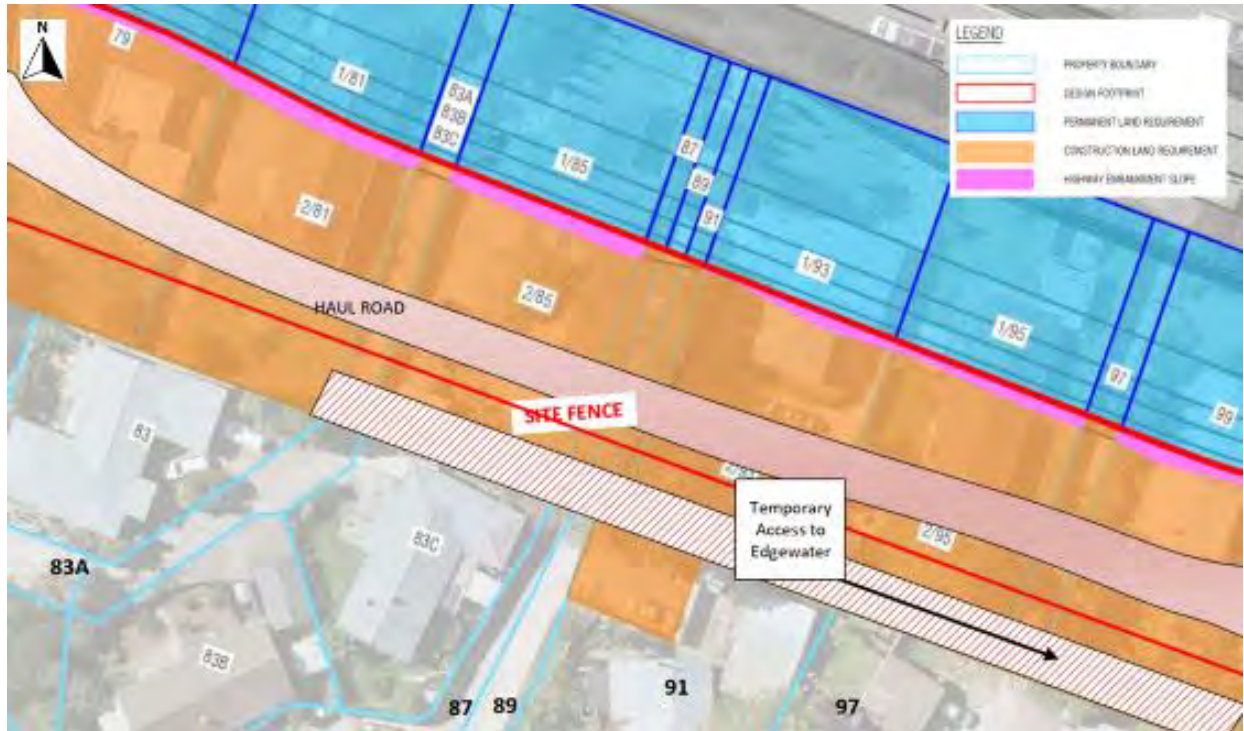 N
LEGEND
PROPERTY BOUNDARY
DESIGN FOOTPRINT
PERMANENT LAND REQUIREMENT
CONSTRUCTION LAND REQUIREMENT
HIGHWAY EMBANKMENT SLOPE
79
1/81
83A
83B
83C
1/85
87
89
91
1/93
1/95
97
99
2/81
2/85
HAUL ROAD
SITE FENCE
2/95
Temporary
Access to
Edgewater
83
83A
83B
83C
87
89
91
97